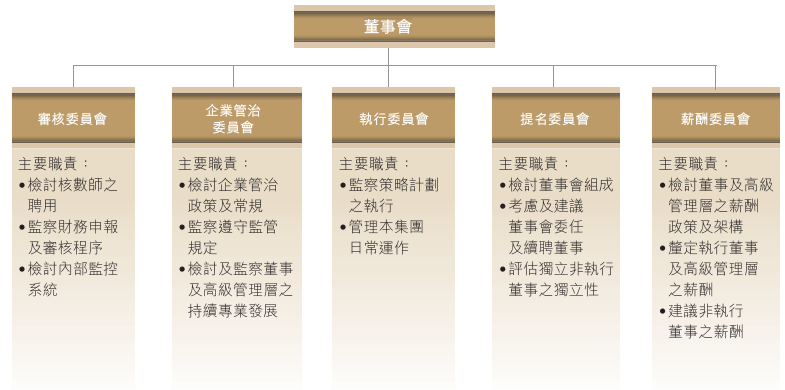 董事會
審核委員會
主要職責：
●檢討核數師之
聘用
●監察財務申報
及審核程序
●檢討內部監控
系統
企業管治
委員會
主要職責：
●檢討企業管治
政策及常規
●監察遵守監管
規定
●檢討及監察董事
及高級管理層之
持續專業發展
執行委員會
主要職責：
●監察策略計劃
之執行
●管理本集團
日常運作
提名委員會
主要職責：
●檢討董事會組成
●考慮及建議
董事會委任
及續聘董事
●評估獨立非執行
董事之獨立性
薪酬委員會
主要職責：
●檢討董事及高級
管理層之薪酬
政策及架構
●釐定執行董事
及高級管理層
之薪酬
●建議非執行
董事之薪酬